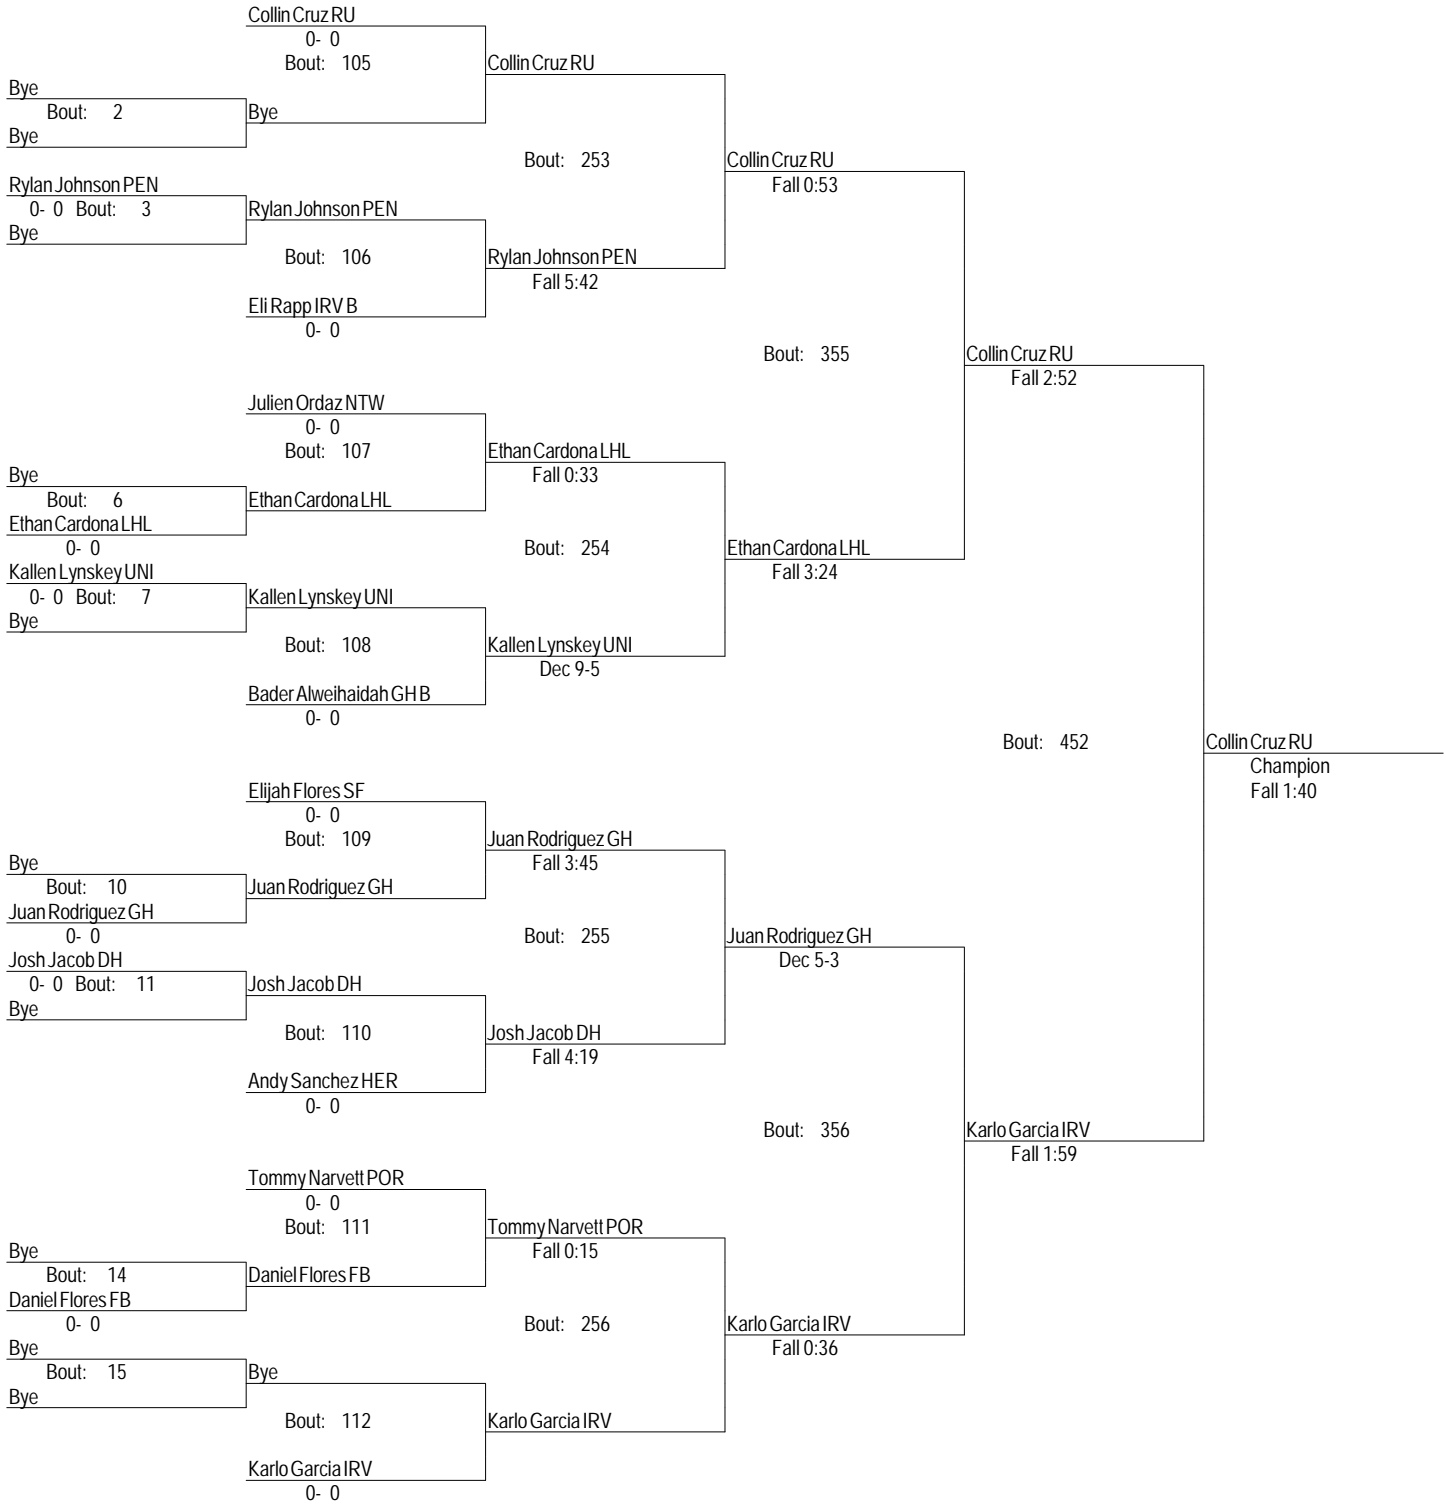 Collin Cruz RU
0- 0
Bout: 105
Collin Cruz RU
Bye
Bout: 2
Bye
Bye
Bout: 253
Collin Cruz RU
Fall 0:53
Rylan Johnson PEN
0- 0 Bout: 3
Rylan Johnson PEN
Bye
Bout: 106
Rylan Johnson PEN
Fall 5:42
Eli Rapp IRV B
0- 0
Bout: 355
Collin Cruz RU
Fall 2:52
Julien Ordaz NTW
0- 0
Bout: 107
Ethan Cardona LHL
Fall 0:33
Bye
Bout: 6
Ethan Cardona LHL
Ethan Cardona LHL
0- 0
Bout: 254
Ethan Cardona LHL
Fall 3:24
Kallen Lynskey UNI
0- 0 Bout: 7
Kallen Lynskey UNI
Bye
Bout: 108
Kallen Lynskey UNI
Dec 9-5
Bader Alweihaidah GH B
0- 0
Bout: 452
Collin Cruz RU
Champion
Fall 1:40
Elijah Flores SF
0- 0
Bout: 109
Juan Rodriguez GH
Fall 3:45
Bye
Bout: 10
Juan Rodriguez GH
Juan Rodriguez GH
0- 0
Bout: 255
Juan Rodriguez GH
Dec 5-3
Josh Jacob DH
0- 0 Bout: 11
Josh Jacob DH
Bye
Bout: 110
Josh Jacob DH
Fall 4:19
Andy Sanchez HER
0- 0
Bout: 356
Karlo Garcia IRV
Fall 1:59
Tommy Narvett POR
0- 0
Bout: 111
Tommy Narvett POR
Fall 0:15
Bye
Bout: 14
Daniel Flores FB
Daniel Flores FB
0- 0
Bout: 256
Karlo Garcia IRV
Fall 0:36
Bye
Bout: 15
Bye
Bye
Bout: 112
Karlo Garcia IRV
Karlo Garcia IRV
0- 0